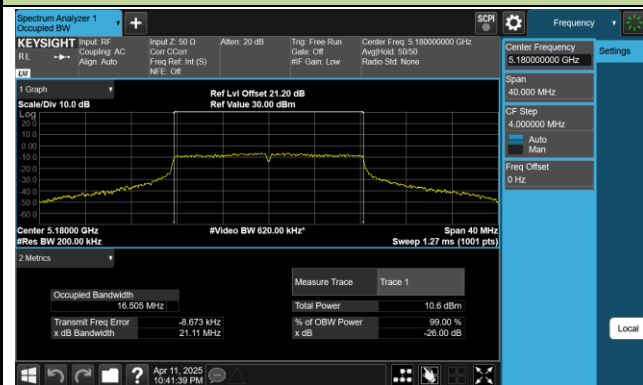 Spectrum Analyzer 1
Occupied BW
+
SCPI
Frequency
KEYSIGHT
RL
LXI
Input: RF
Coupling: AC
Align: Auto
Input Z: 50 Ω
Corr CCorr
Freq Ref: Int (S)
NFE: Off
Atten: 20 dB
Trig: Free Run
Gate: Off
#IF Gain: Low
Center Freq: 5.180000000 GHz
Avg|Hold: 50/50
Radio Std: None
Center Frequency
5.180000000 GHz
Settings
Span
40.000 MHz
CF Step
4.000000 MHz
Auto
Man
Freq Offset
0 Hz
Local
1 Graph
Scale/Div 10.0 dB
Ref Lvl Offset 21.20 dB
Ref Value 30.00 dBm
Log
20.0
10.0
0.00
-10.0
-20.0
-30.0
-40.0
-50.0
-60.0
Center 5.18000 GHz
#Video BW 620.00 kHz*
Span 40 MHz
#Res BW 200.00 kHz
Sweep 1.27 ms (1001 pts)
2 Metrics
Measure Trace
Trace 1
Occupied Bandwidth
16.505 MHz
Total Power
10.6 dBm
Transmit Freq Error
-8.673 kHz
% of OBW Power
99.00 %
x dB Bandwidth
21.11 MHz
x dB
-26.00 dB
?
Apr 11, 2025
10:41:39 PM